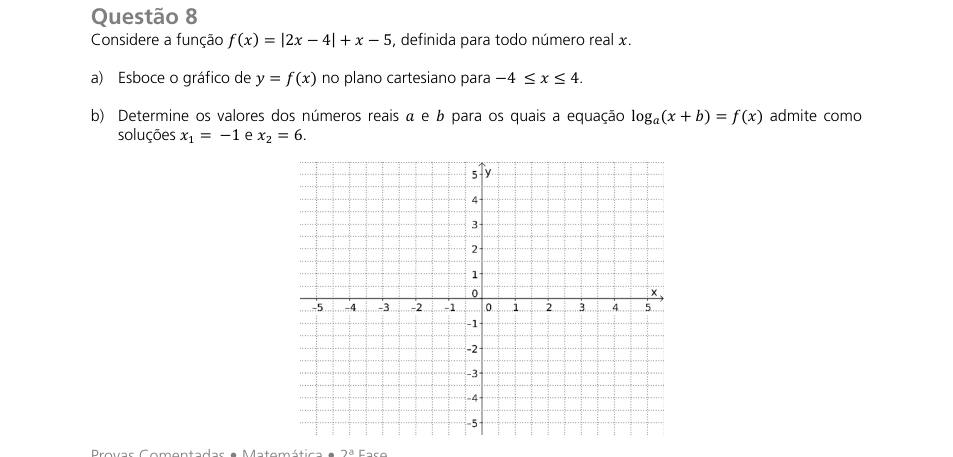 Questão 8
Considere a função f(x) = |2x − 4| + x − 5, definida para todo número real x.
a) Esboce o gráfico de y = f(x) no plano cartesiano para −4 ≤ x ≤ 4.
b) Determine os valores dos números reais a e b para os quais a equação logₐ(x + b) = f(x) admite como
soluções x₁ = −1 e x₂ = 6.
5 y
4
3
2
1
0 x
-5 -4 -3 -2 -1 0 1 2 3 4 5
-1
-2
-3
-4
-5
Provas Comentadas • Matemática • 2ª Fase